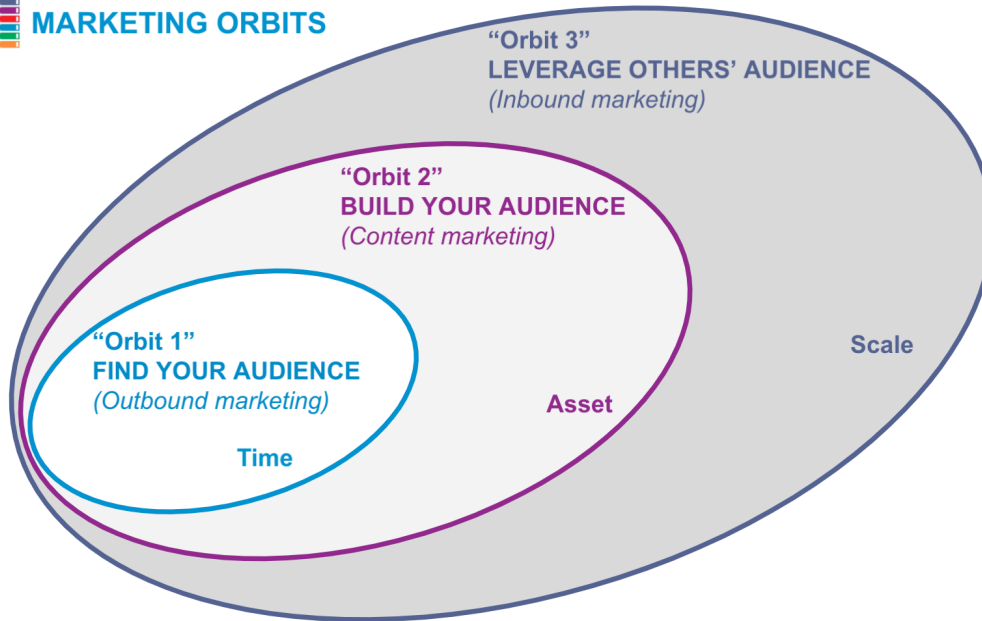 MARKETING ORBITS
“Orbit 3”
LEVERAGE OTHERS’ AUDIENCE
(Inbound marketing)
“Orbit 2”
BUILD YOUR AUDIENCE
(Content marketing)
“Orbit 1”
FIND YOUR AUDIENCE
(Outbound marketing)
Scale
Asset
Time